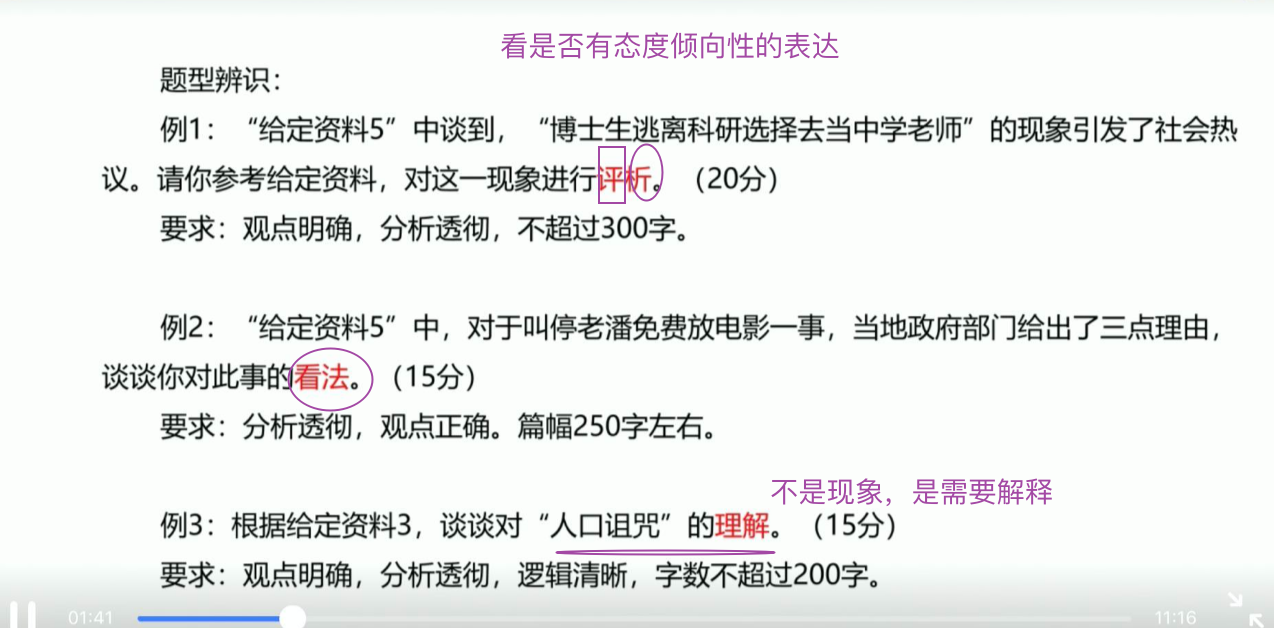 看是否有态度倾向性的表达
题型辨识：
例1：“给定资料5”中谈到，“博士生逃离科研选择去当中学老师”的现象引发了社会热
议。请你参考给定资料，对这一现象进行评析。（20分）
要求：观点明确，分析透彻，不超过300字。
例2：“给定资料5”中，对于叫停老潘免费放电影一事，当地政府部门给出了三点理由，
谈谈你对此事的看法。（15分）
要求：分析透彻，观点正确。篇幅250字左右。
不是现象，是需要解释
例3：根据给定资料3，谈谈对“人口诅咒”的理解。（15分）
要求：观点明确，分析透彻，逻辑清晰，字数不超过200字。
01:41 11:16